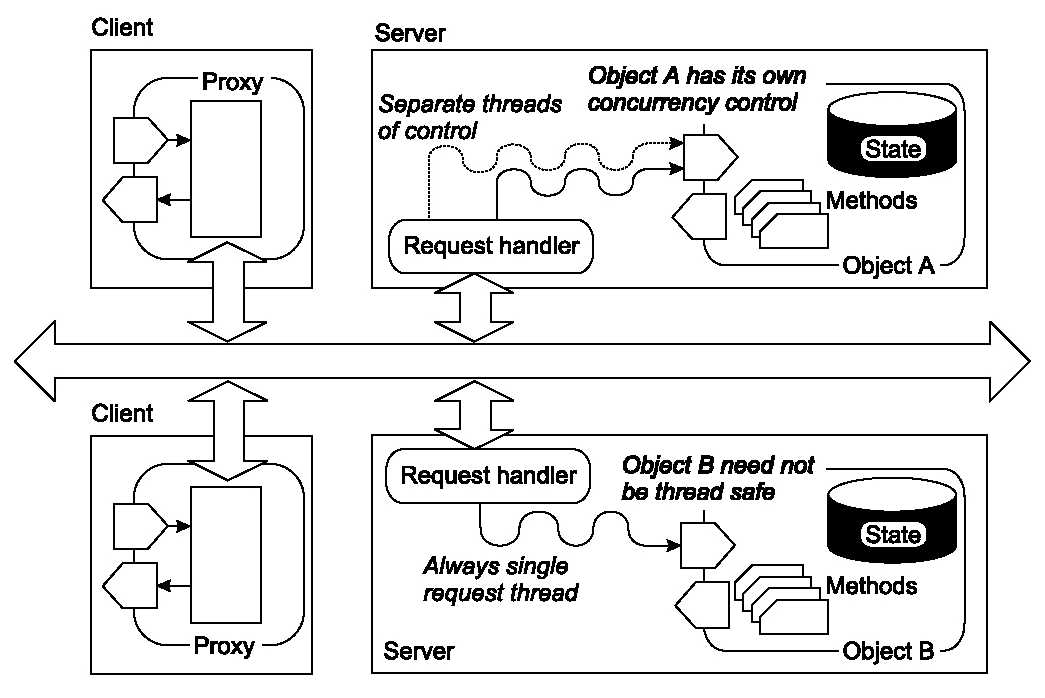 Client
Proxy
Server
Separate threads
of control
Object A has its own
concurrency control
State
Methods
Request handler
Object A
Client
Proxy
Request handler
Object B need not
be thread safe
State
Always single
request thread
Methods
Object B
Server